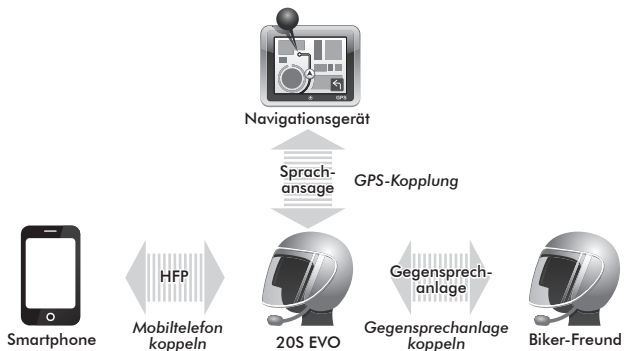 GPS
Navigationsgerät
Sprach-
ansage
GPS-Kopplung
HFP
Gegensprech-
anlage
Smartphone
Mobiltelefon
koppeln
20S EVO
Gegensprechanlage
koppeln
Biker-Freund